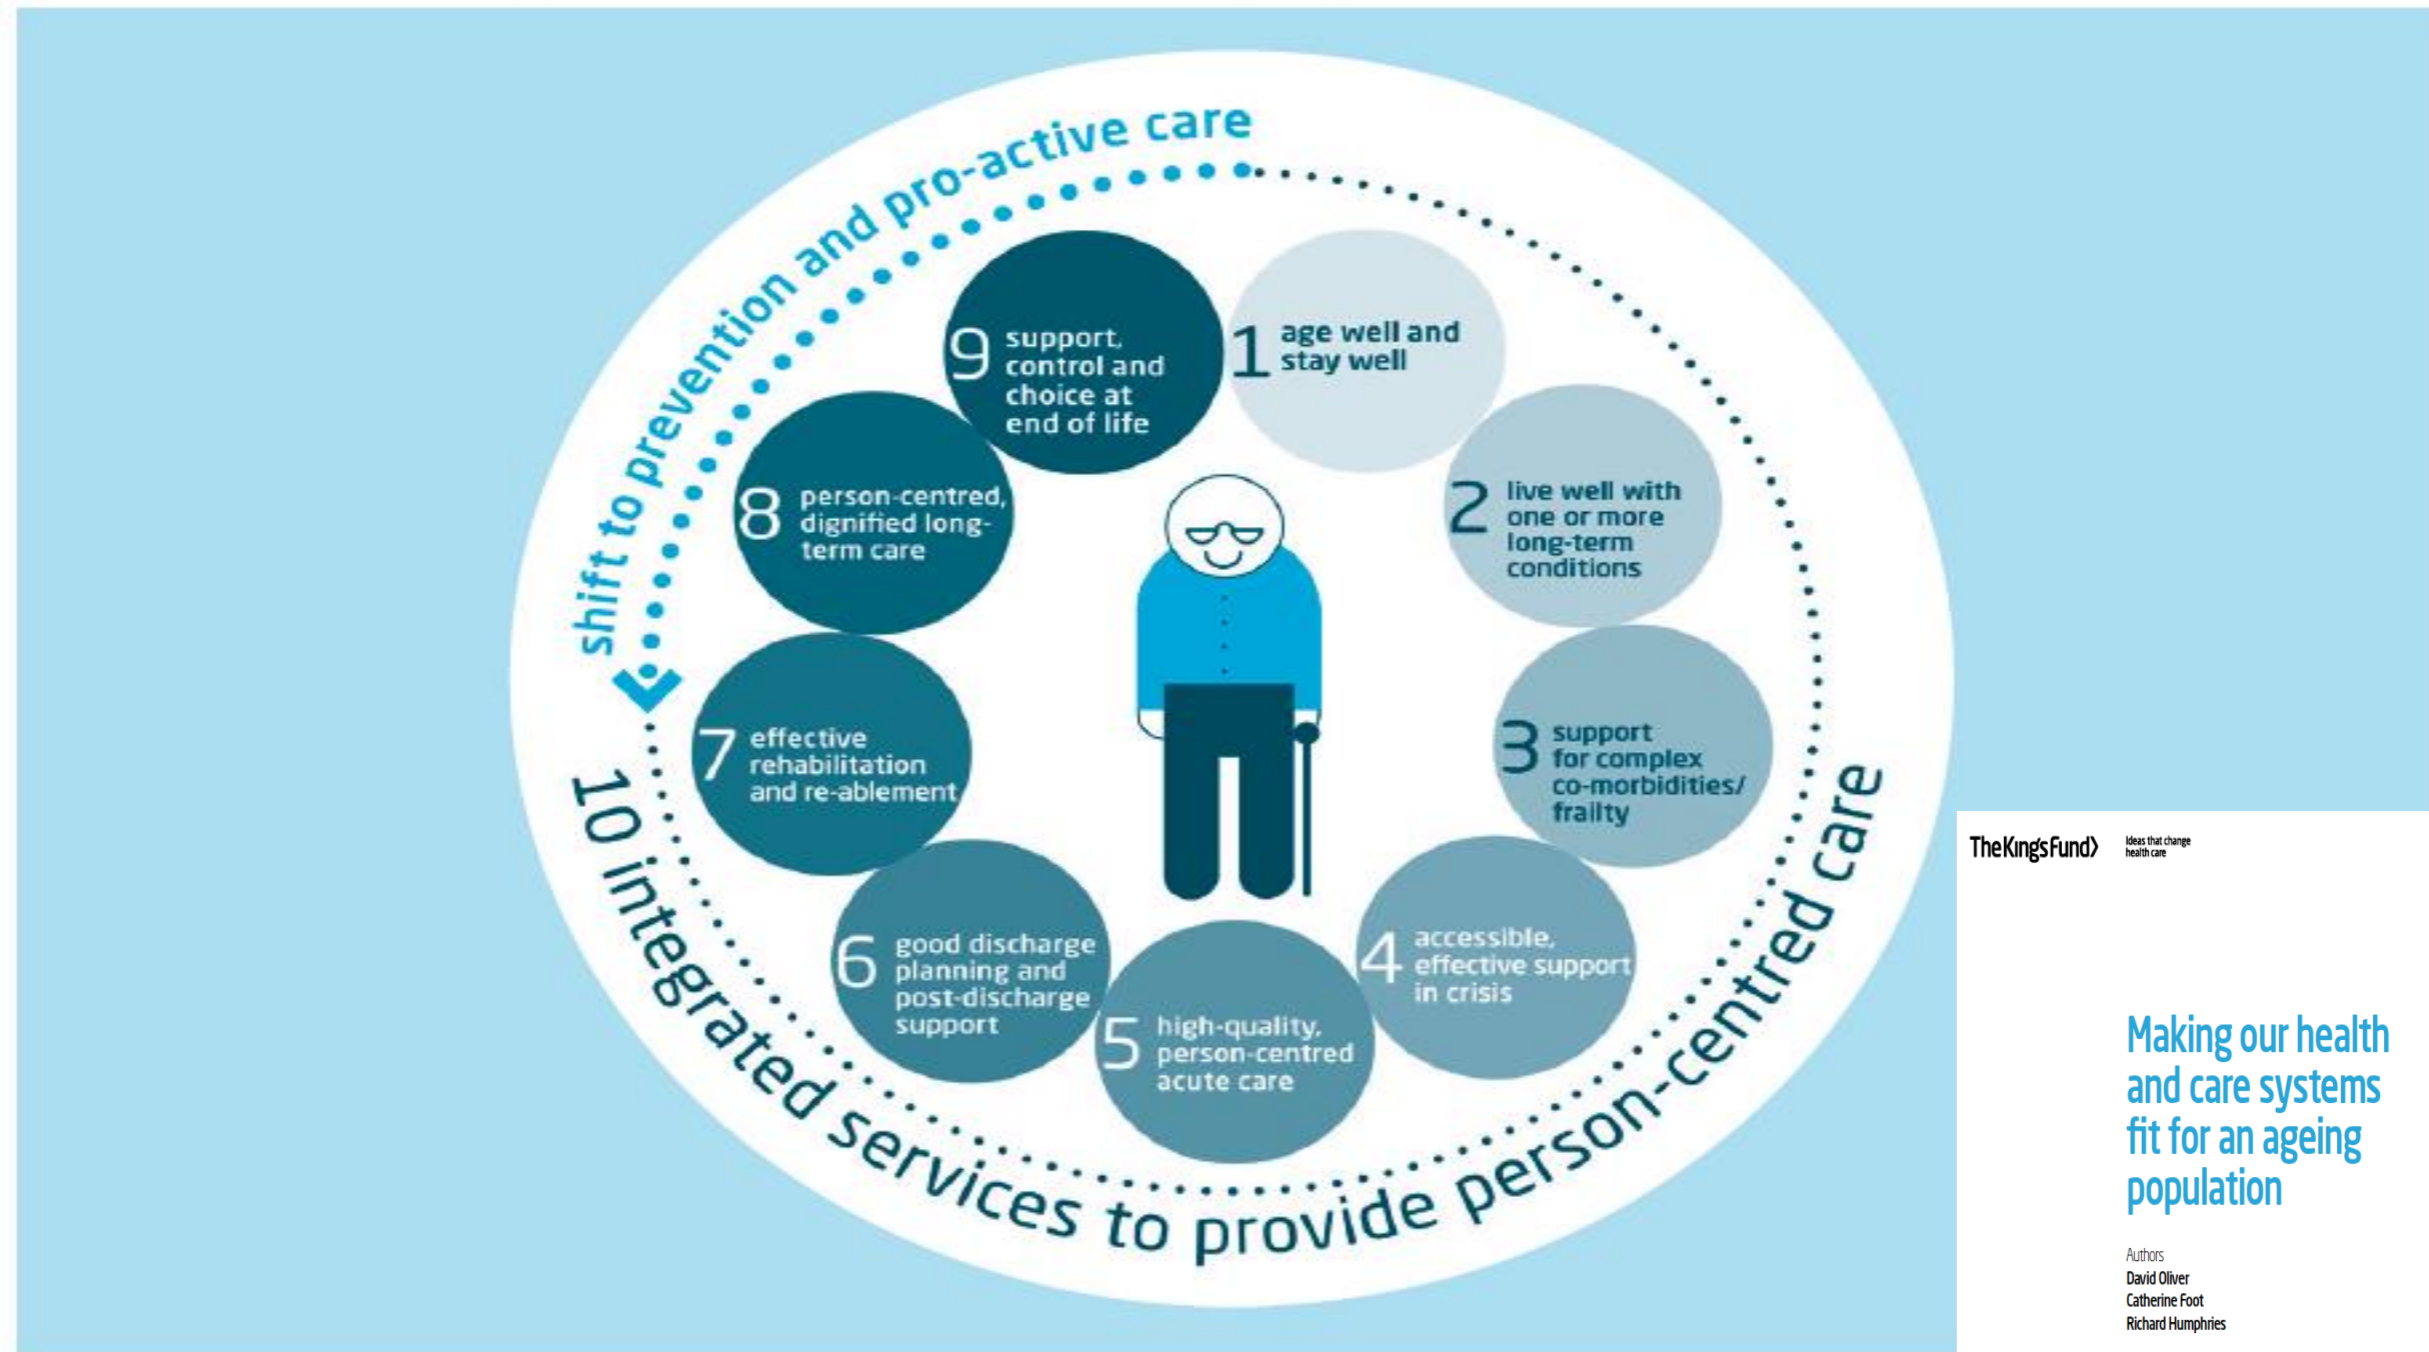 shift to prevention and pro-active care
1 age well and
stay well
2 live well with
one or more
long-term
conditions
3 support
for complex
co-morbidities/
frailty
4 accessible,
effective support
in crisis
5 high-quality,
person-centred
acute care
6 good discharge
planning and
post-discharge
support
7 effective
rehabilitation
and re-ablement
8 person-centred,
dignified long-
term care
9 support,
control and
choice at
end of life
10 integrated services to provide person-centred care
TheKing'sFund>
Ideas that change
health care
Making our health
and care systems
fit for an ageing
population
Authors
David Oliver
Catherine Foot
Richard Humphries